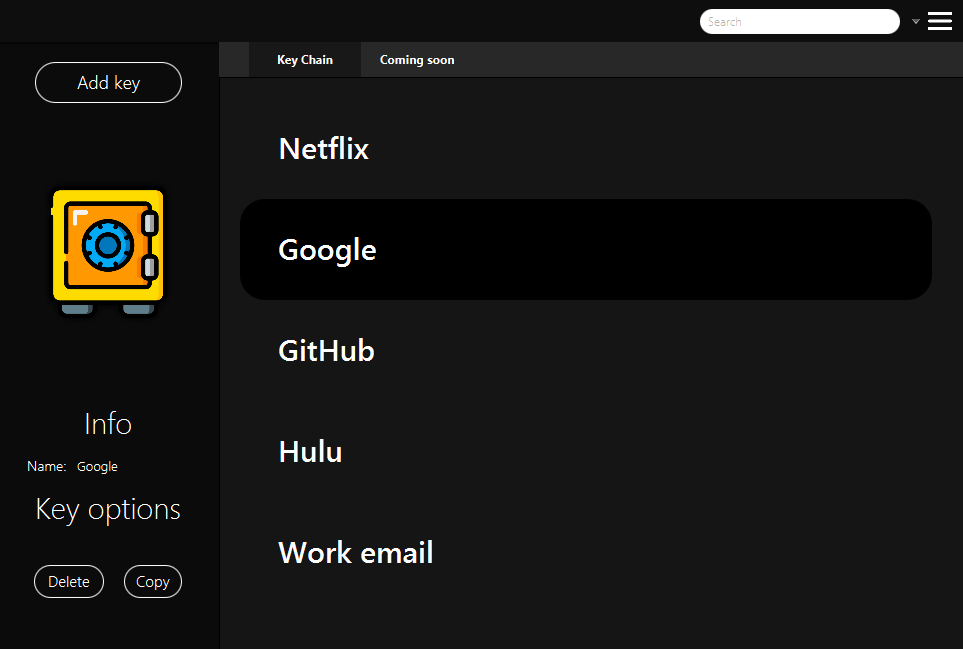 Search
Key Chain
Coming soon
Add key
Netflix
Google
GitHub
Hulu
Work email
Info
Name: Google
Key options
Delete
Copy